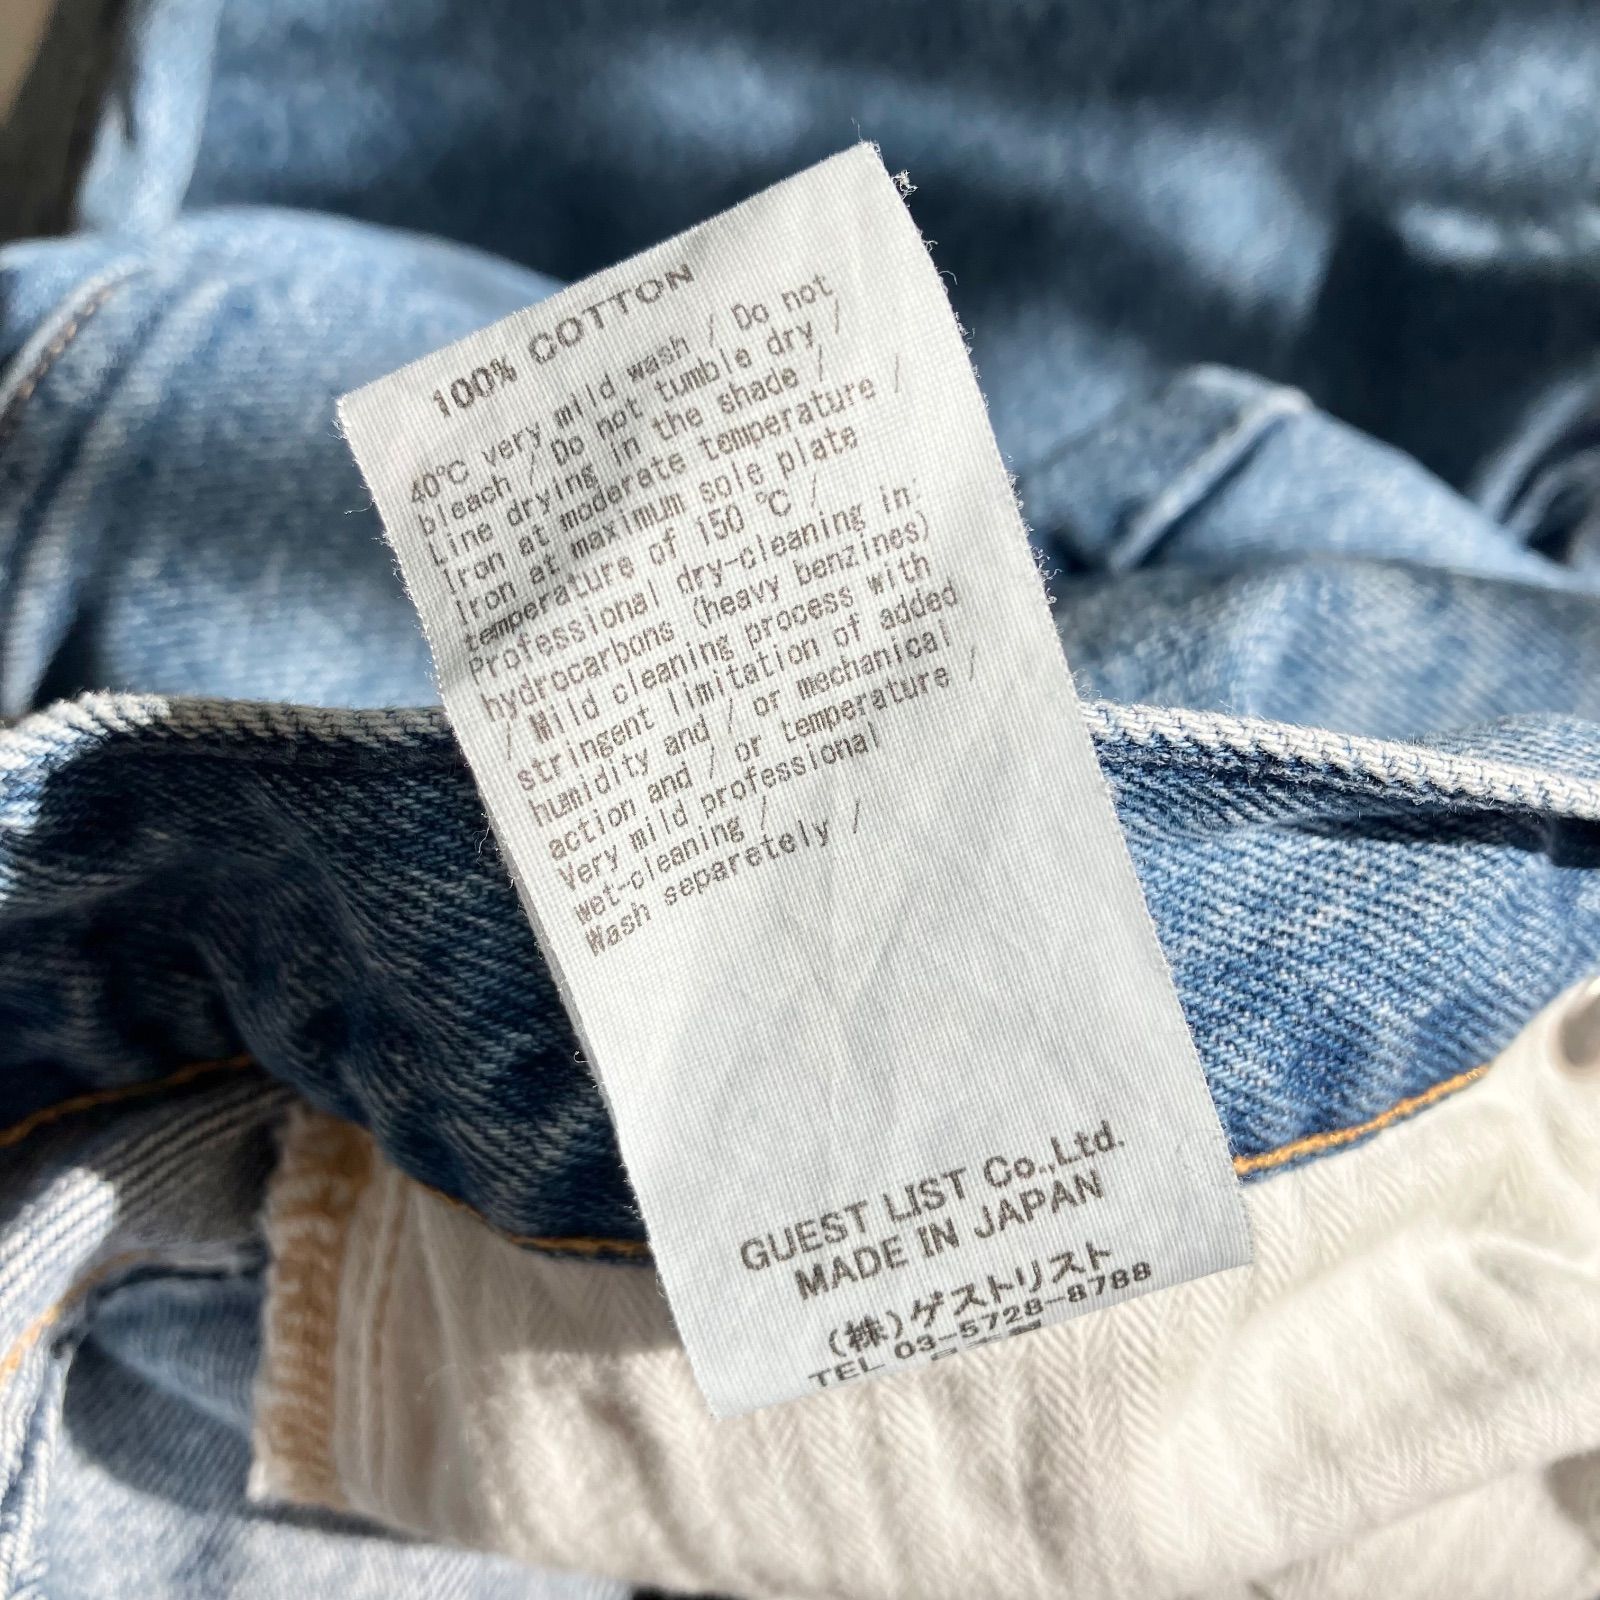 100% COTTON
40℃ very mild wash / Do not
bleach / Do not tumble dry /
Line drying in the shade /
Iron at moderate temperature /
Iron at maximum sole plate
temperature of 150 ℃ /
Professional dry-cleaning in:
hydrocarbons (heavy benzines)
/ Mild cleaning process with
stringent limitation of added
humidity and / or mechanical
action and / or temperature /
Very mild professional
wet-cleaning /
Wash separetely /
GUEST LIST Co.,Ltd.
MADE IN JAPAN
(株)ゲストリスト
TEL 03-5728-8788